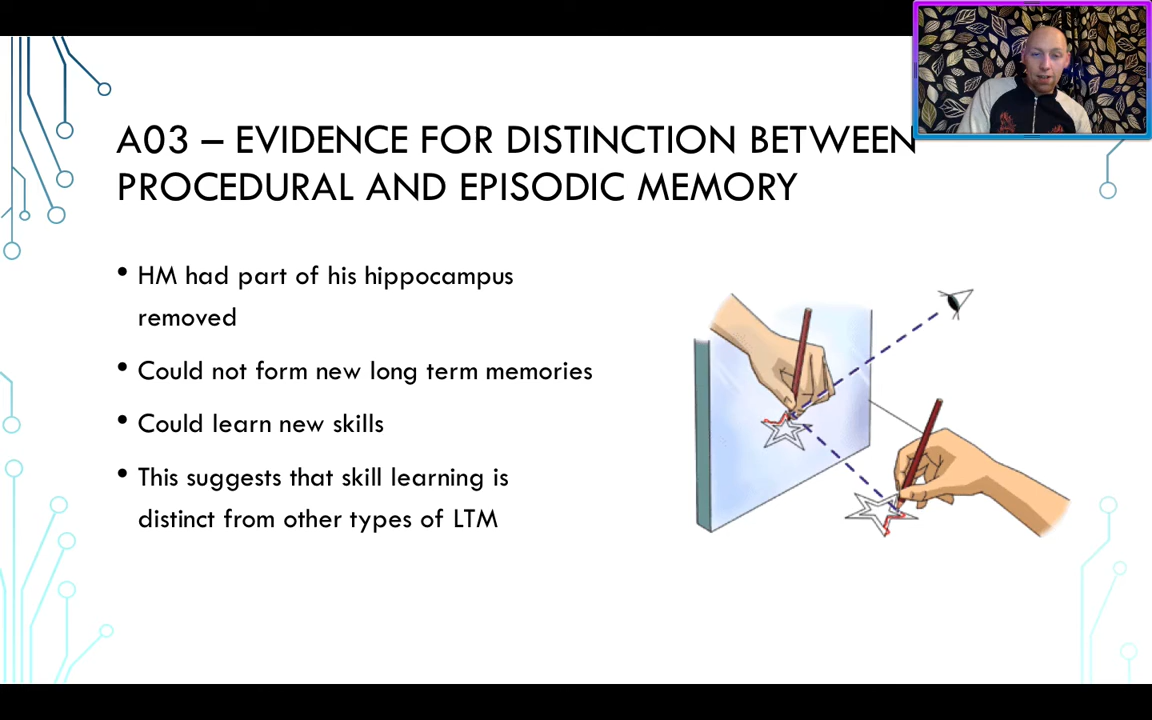 A03 – EVIDENCE FOR DISTINCTION BETWEEN
PROCEDURAL AND EPISODIC MEMORY
• HM had part of his hippocampus
removed
• Could not form new long term memories
• Could learn new skills
• This suggests that skill learning is
distinct from other types of LTM